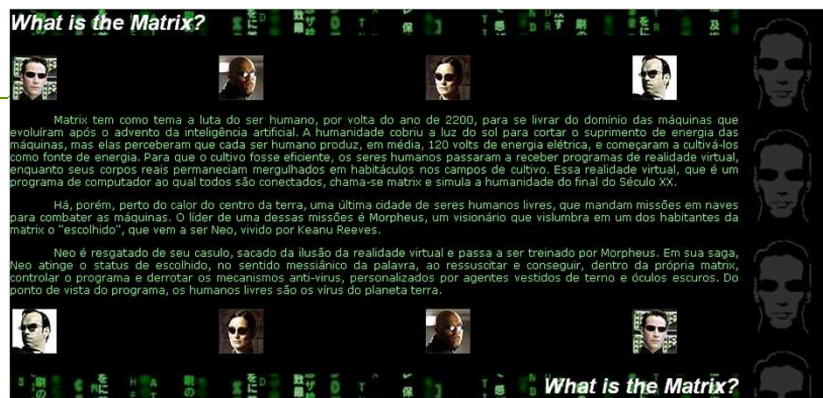 What is the Matrix?
Matrix tem como tema a luta do ser humano, por volta do ano de 2200, para se livrar do domínio das máquinas que
evoluíram após o advento da inteligência artificial. A humanidade cobriu a luz do sol para cortar o suprimento de energia das
máquinas, mas elas perceberam que cada ser humano produz, em média, 120 volts de energia elétrica, e começaram a cultivá-los
como fonte de energia. Para que o cultivo fosse eficiente, os seres humanos passaram a receber programas de realidade virtual,
enquanto seus corpos reais permaneciam mergulhados em habitáculos nos campos de cultivo. Essa realidade virtual, que é um
programa de computador ao qual todos são conectados, chama-se matrix e simula a humanidade do final do Século XX.
Há, porém, perto do calor do centro da terra, uma última cidade de seres humanos livres, que mandam missões em naves
para combater as máquinas. O líder de uma dessas missões é Morpheus, um visionário que vislumbra em um dos habitantes da
matrix o "escolhido", que vem a ser Neo, vivido por Keanu Reeves.
Neo é resgatado de seu casulo, sacado da ilusão da realidade virtual e passa a ser treinado por Morpheus. Em sua saga,
Neo atinge o status de escolhido, no sentido messiânico da palavra, ao ressuscitar e conseguir, dentro da própria matrix,
controlar o programa e derrotar os mecanismos anti-virus, personalizados por agentes vestidos de terno e óculos escuros. Do
ponto de vista do programa, os humanos livres são os vírus do planeta terra.
What is the Matrix?